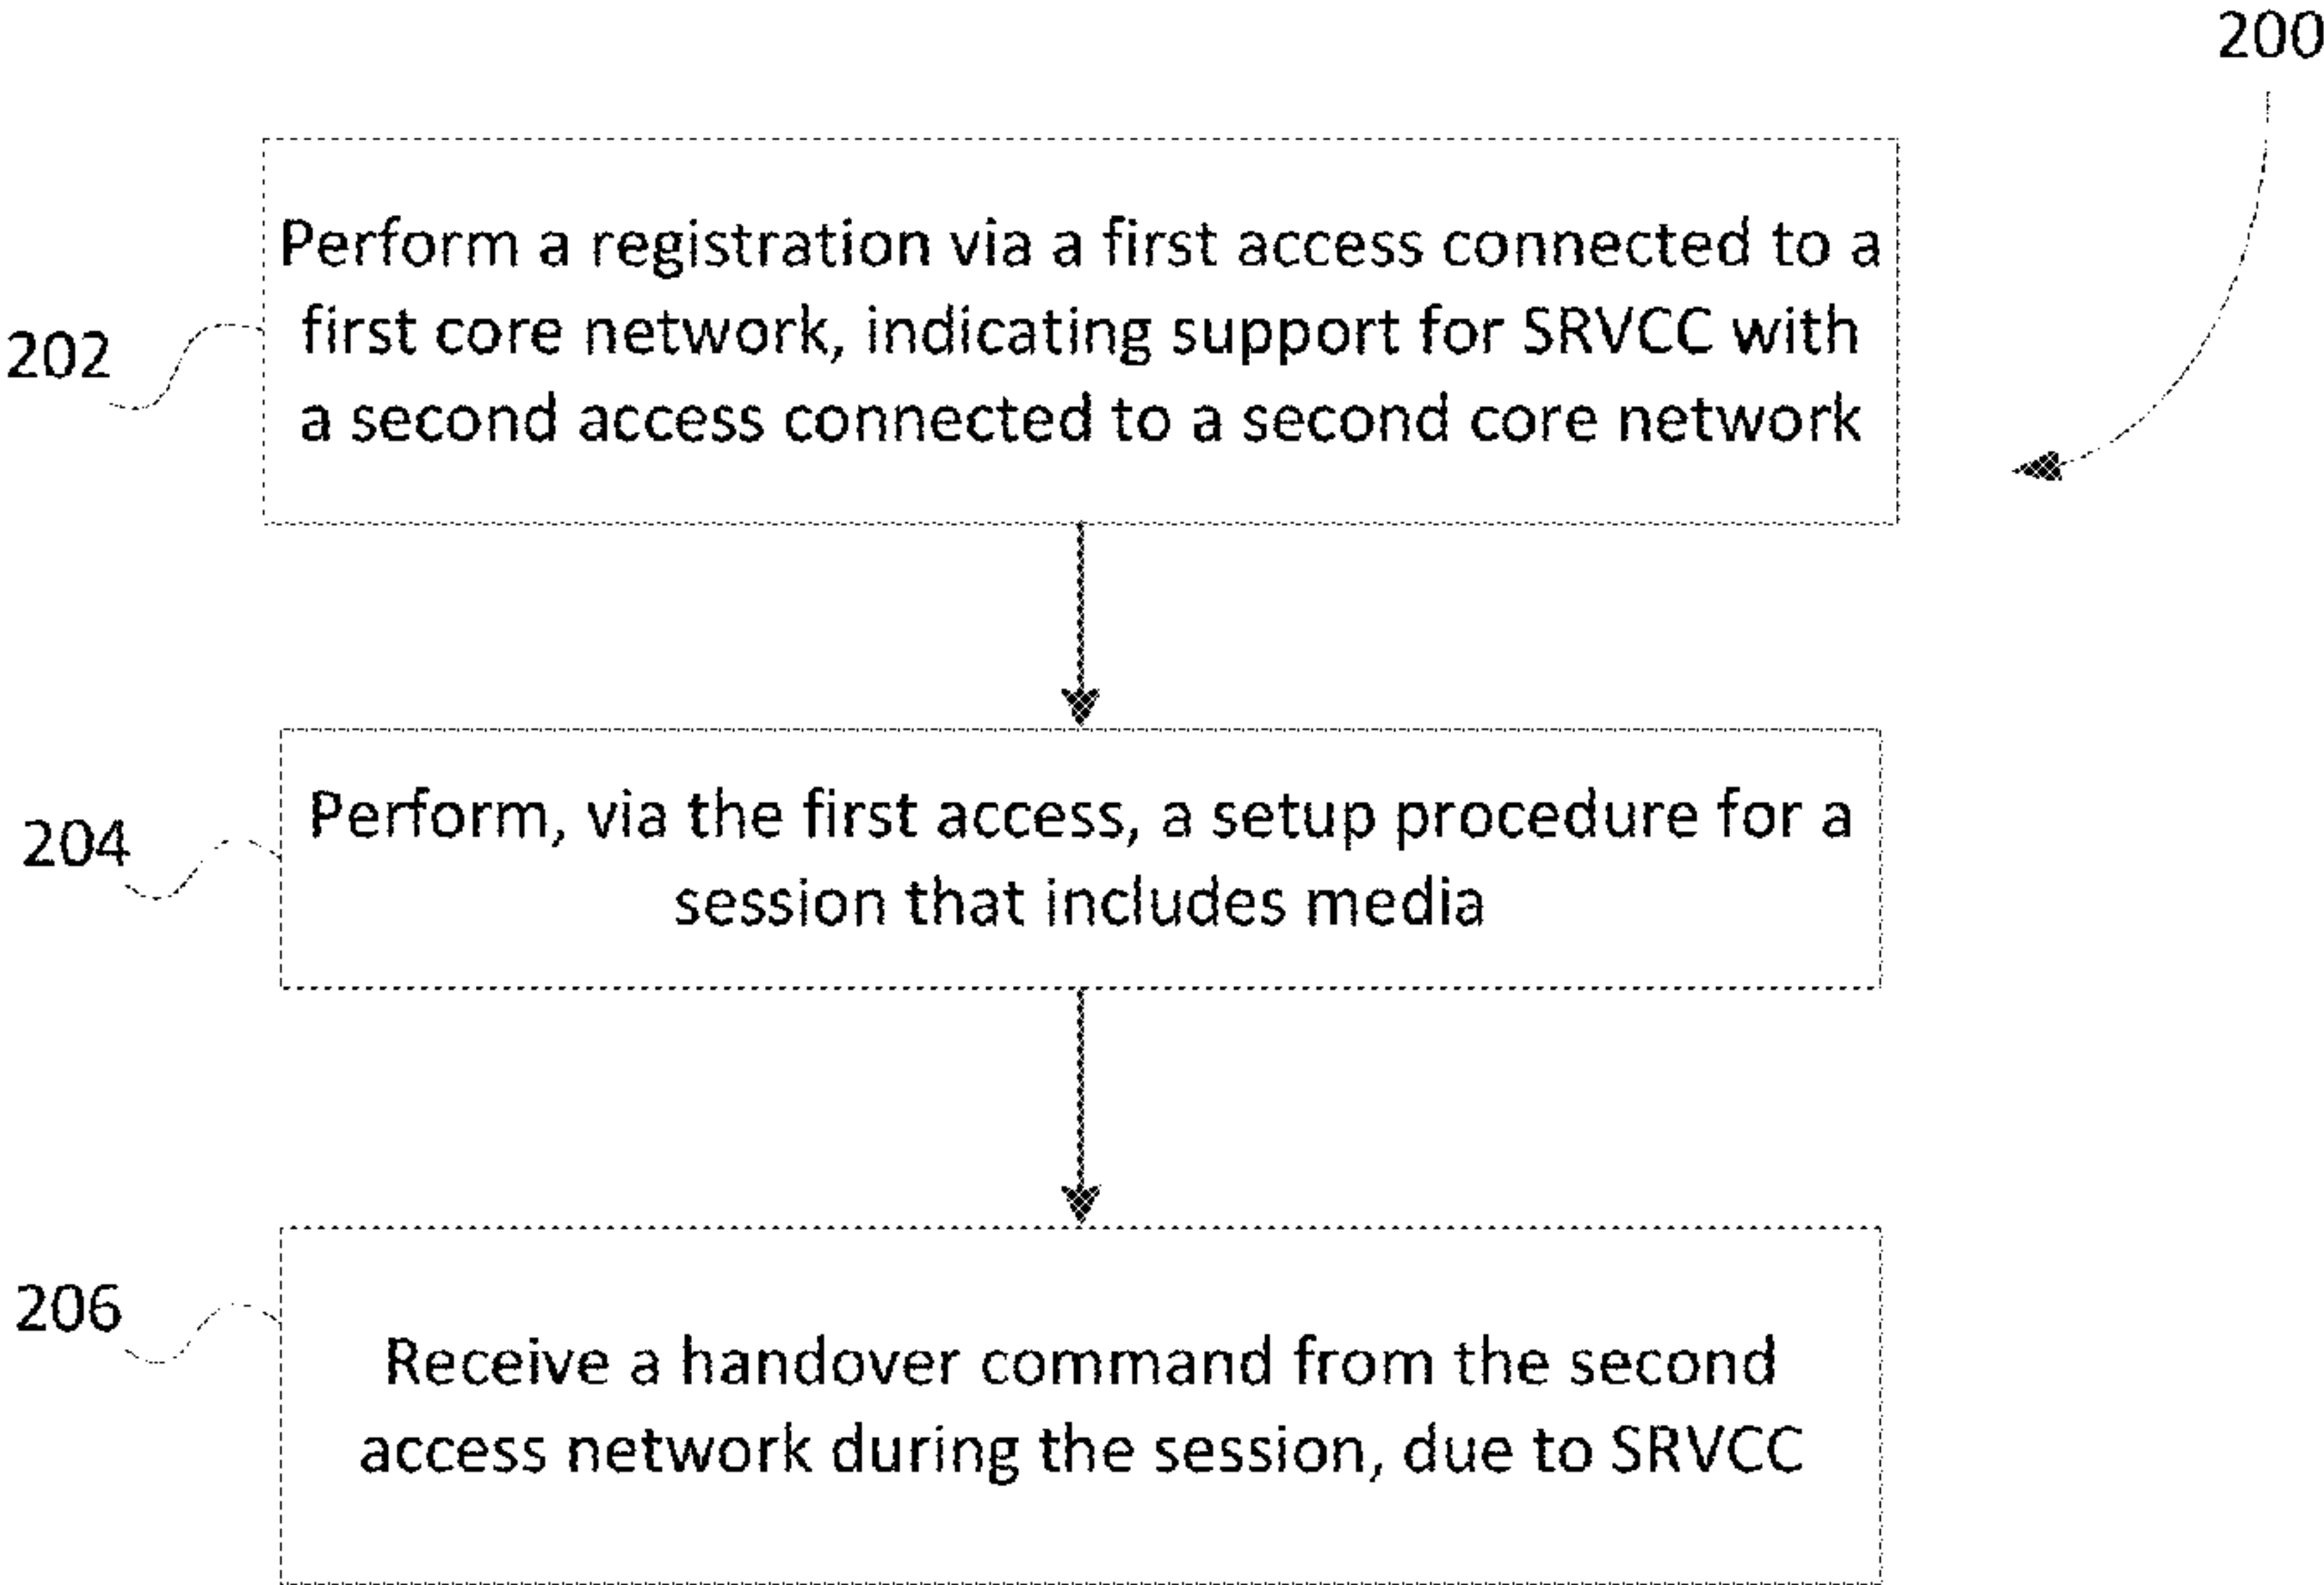 200
202
Perform a registration via a first access connected to a
first core network, indicating support for SRVCC with
a second access connected to a second core network
204
Perform, via the first access, a setup procedure for a
session that includes media
206
Receive a handover command from the second
access network during the session, due to SRVCC